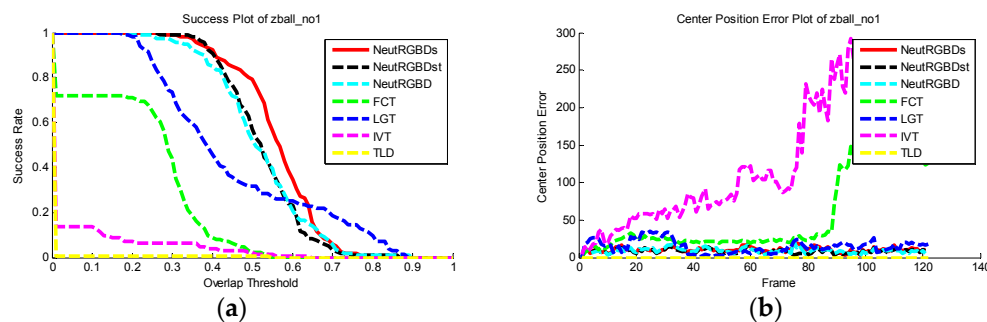 Success Plot of zball_no1
Success Rate
1
0.8
0.6
0.4
0.2
0
0 0.1 0.2 0.3 0.4 0.5 0.6 0.7 0.8 0.9 1
Overlap Threshold
NeutRGBDs
NeutRGBDst
NeutRGBD
FCT
LGT
IVT
TLD
(a)
Center Position Error Plot of zball_no1
Center Position Error
300
250
200
150
100
50
0
0 20 40 60 80 100 120 140
Frame
NeutRGBDs
NeutRGBDst
NeutRGBD
FCT
LGT
IVT
TLD
(b)